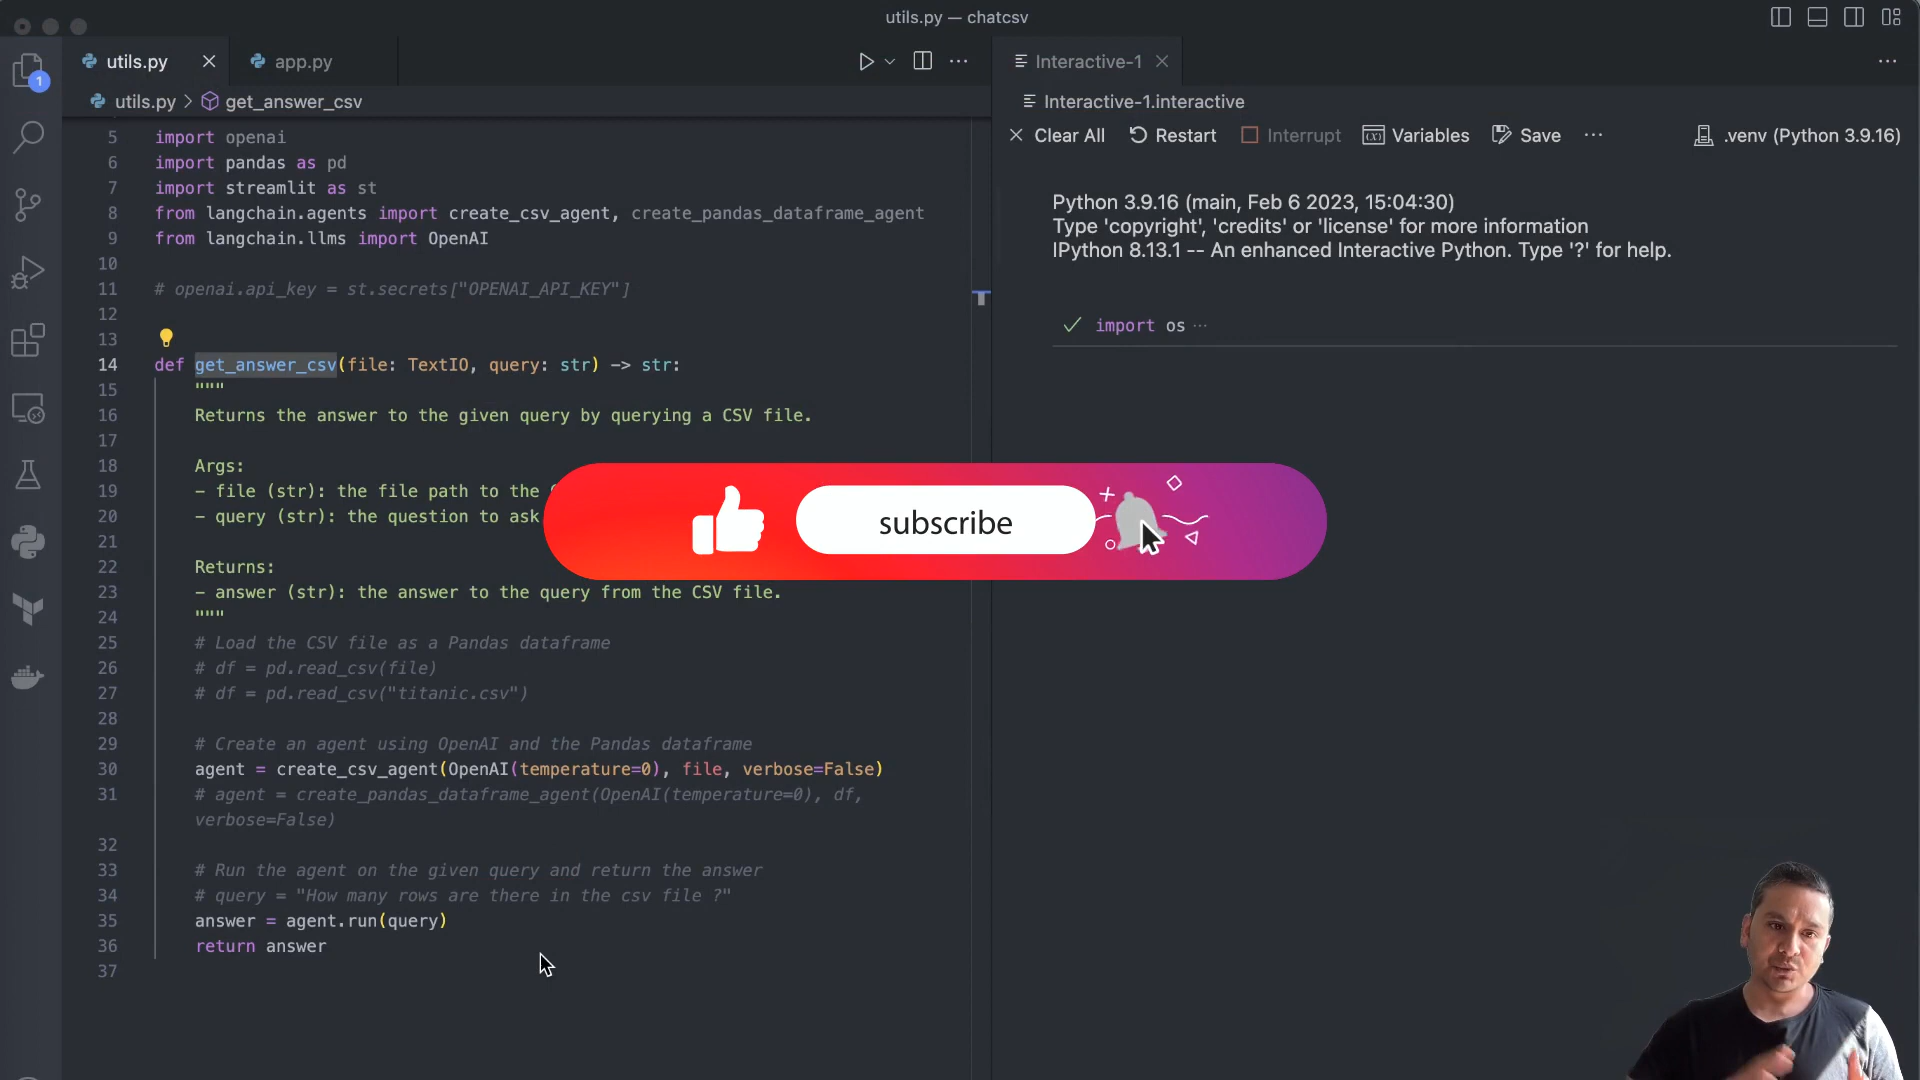 utils.py — chatcsv
utils.py
app.py
utils.py > get_answer_csv
5 import openai
6 import pandas as pd
7 import streamlit as st
8 from langchain.agents import create_csv_agent, create_pandas_dataframe_agent
9 from langchain.llms import OpenAI
10
11 # openai.api_key = st.secrets["OPENAI_API_KEY"]
12
13
14 def get_answer_csv(file: TextIO, query: str) -> str:
15 """
16 Returns the answer to the given query by querying a CSV file.
17
18 Args:
19 - file (str): the file path to the
20 - query (str): the question to ask
21
22 Returns:
23 - answer (str): the answer to the query from the CSV file.
24 """
25 # Load the CSV file as a Pandas dataframe
26 # df = pd.read_csv(file)
27 # df = pd.read_csv("titanic.csv")
28
29 # Create an agent using OpenAI and the Pandas dataframe
30 agent = create_csv_agent(OpenAI(temperature=0), file, verbose=False)
31 # agent = create_pandas_dataframe_agent(OpenAI(temperature=0), df,
verbose=False)
32
33 # Run the agent on the given query and return the answer
34 # query = "How many rows are there in the csv file ?"
35 answer = agent.run(query)
36 return answer
37
1
subscribe
Interactive-1
Interactive-1.interactive
Clear All Restart Interrupt Variables Save ... .venv (Python 3.9.16)
Python 3.9.16 (main, Feb 6 2023, 15:04:30)
Type 'copyright', 'credits' or 'license' for more information
IPython 8.13.1 -- An enhanced Interactive Python. Type '?' for help.
import os ...